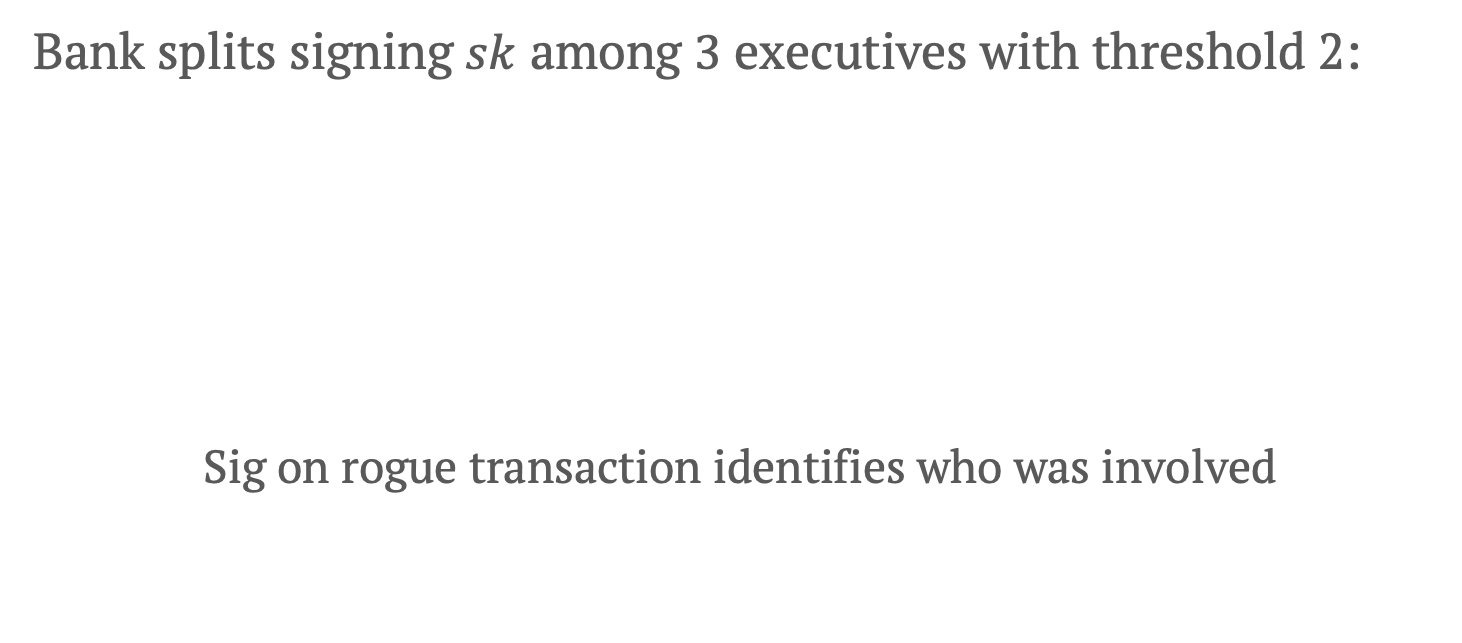 Bank splits signing sk among 3 executives with threshold 2:
Sig on rogue transaction identifies who was involved